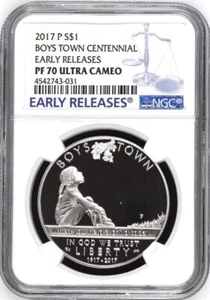 2017 P S$1
BOYS TOWN CENTENNIAL
EARLY RELEASES
PF 70 ULTRA CAMEO
4542743-031
EARLY RELEASES®
NGC®
BOYS TOWN
P
IN GOD WE TRUST
LIBERTY
1917·2017